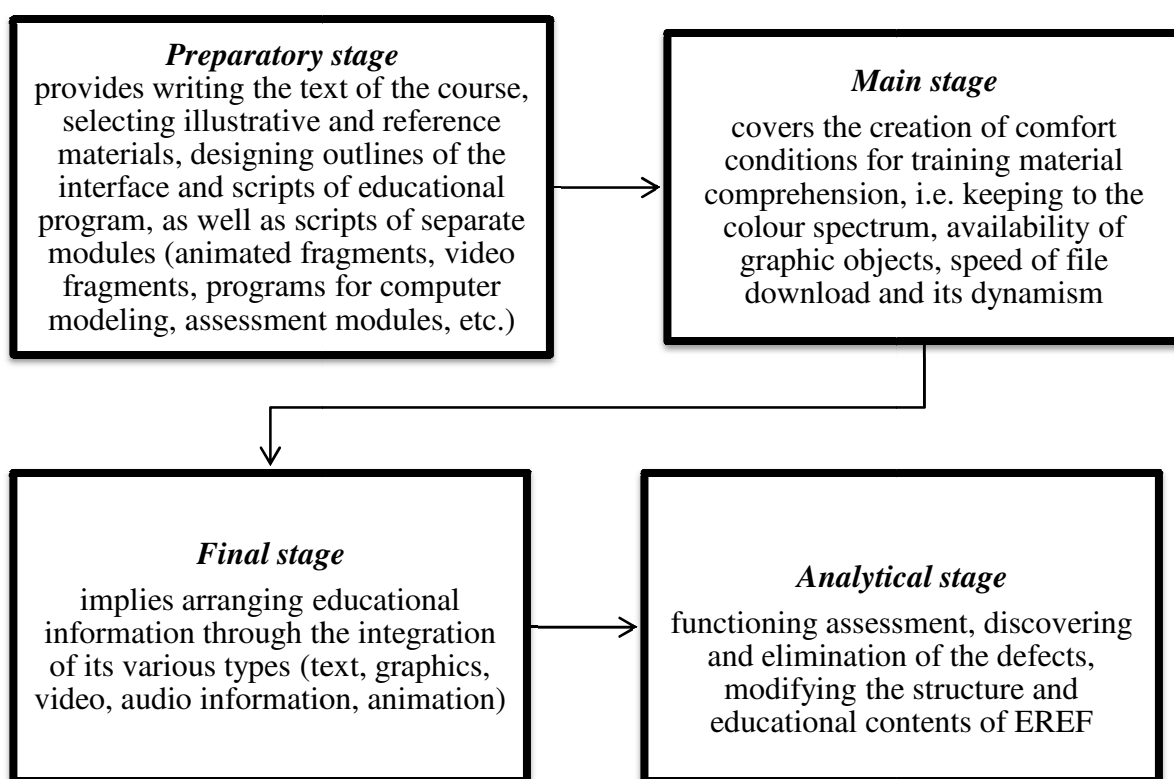 Preparatory stage
provides writing the text of the course,
selecting illustrative and reference
materials, designing outlines of the
interface and scripts of educational
program, as well as scripts of separate
modules (animated fragments, video
fragments, programs for computer
modeling, assessment modules, etc.)
Main stage
covers the creation of comfort
conditions for training material
comprehension, i.e. keeping to the
colour spectrum, availability of
graphic objects, speed of file
download and its dynamism
Final stage
implies arranging educational
information through the integration
of its various types (text, graphics,
video, audio information, animation)
Analytical stage
functioning assessment, discovering
and elimination of the defects,
modifying the structure and
educational contents of EREF